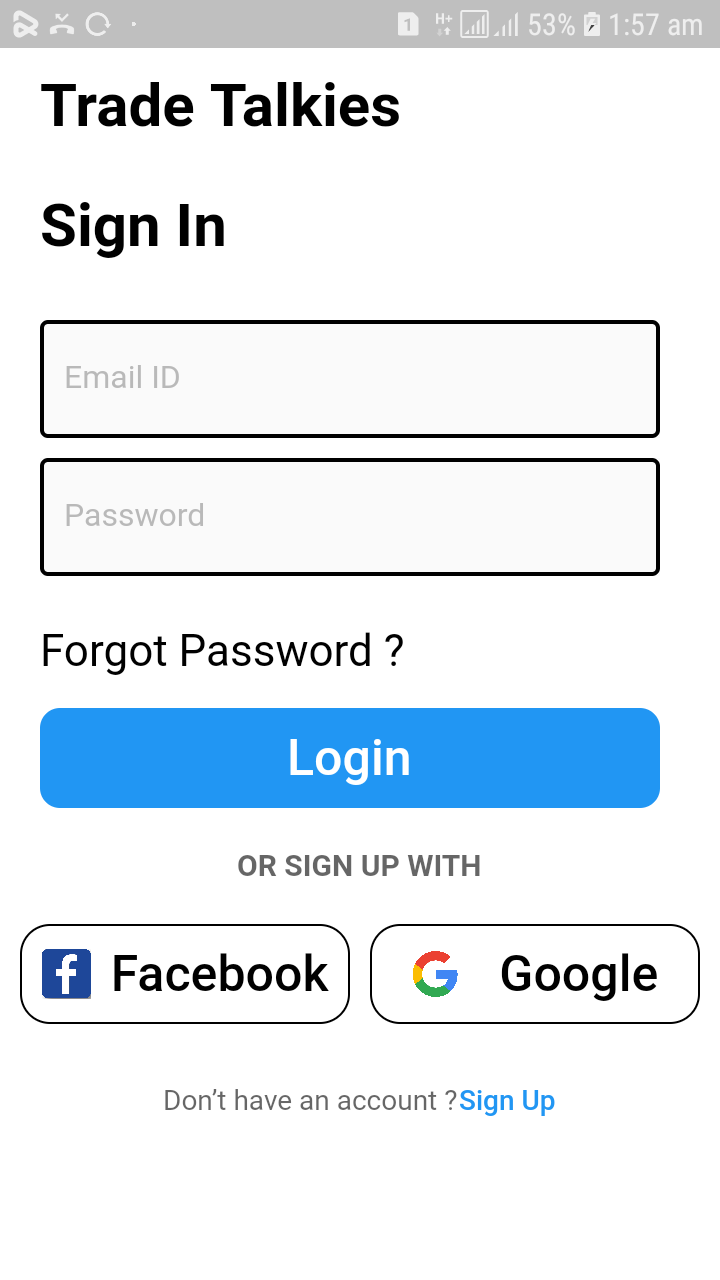 1 H+ 53% 1:57 am
Trade Talkies
Sign In
Email ID
Password
Forgot Password ?
Login
OR SIGN UP WITH
f Facebook G Google
Don’t have an account ?Sign Up